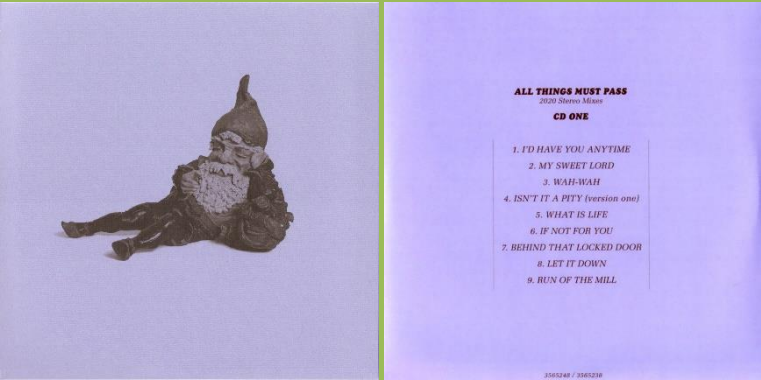 ALL THINGS MUST PASS
2020 Stereo Mixes
CD ONE
1. I'D HAVE YOU ANYTIME
2. MY SWEET LORD
3. WAH-WAH
4. ISN'T IT A PITY (version one)
5. WHAT IS LIFE
6. IF NOT FOR YOU
7. BEHIND THAT LOCKED DOOR
8. LET IT DOWN
9. RUN OF THE MILL
3565240 / 3565238